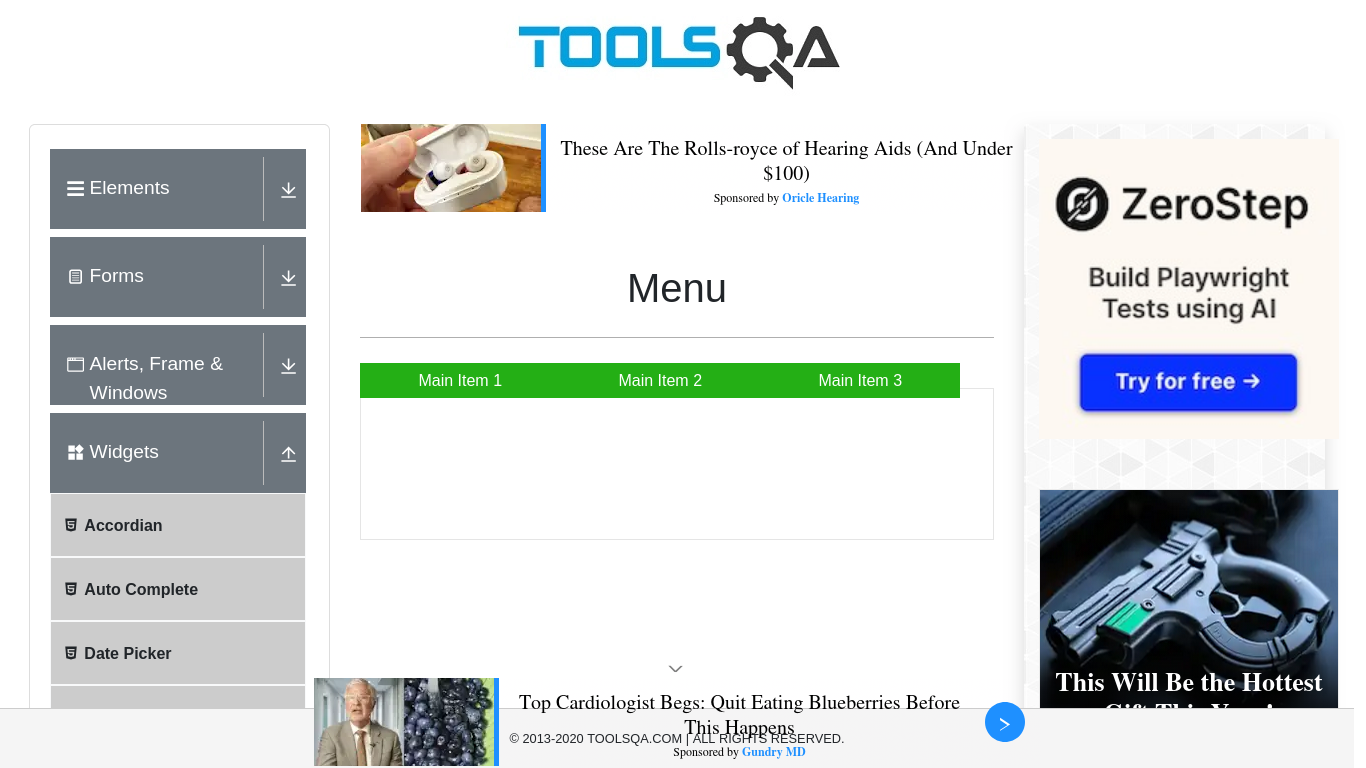 TOOLSQA
Elements
Forms
Alerts, Frame &
Windows
Widgets
Accordian
Auto Complete
Date Picker
These Are The Rolls-royce of Hearing Aids (And Under
$100)
Sponsored by Oricle Hearing
Menu
Main Item 1
Main Item 2
Main Item 3
ZeroStep
Build Playwright
Tests using AI
Try for free →
This Will Be the Hottest
Top Cardiologist Begs: Quit Eating Blueberries Before
This Happens
© 2013-2020 TOOLSQA.COM | ALL RIGHTS RESERVED.
Sponsored by Gundry MD